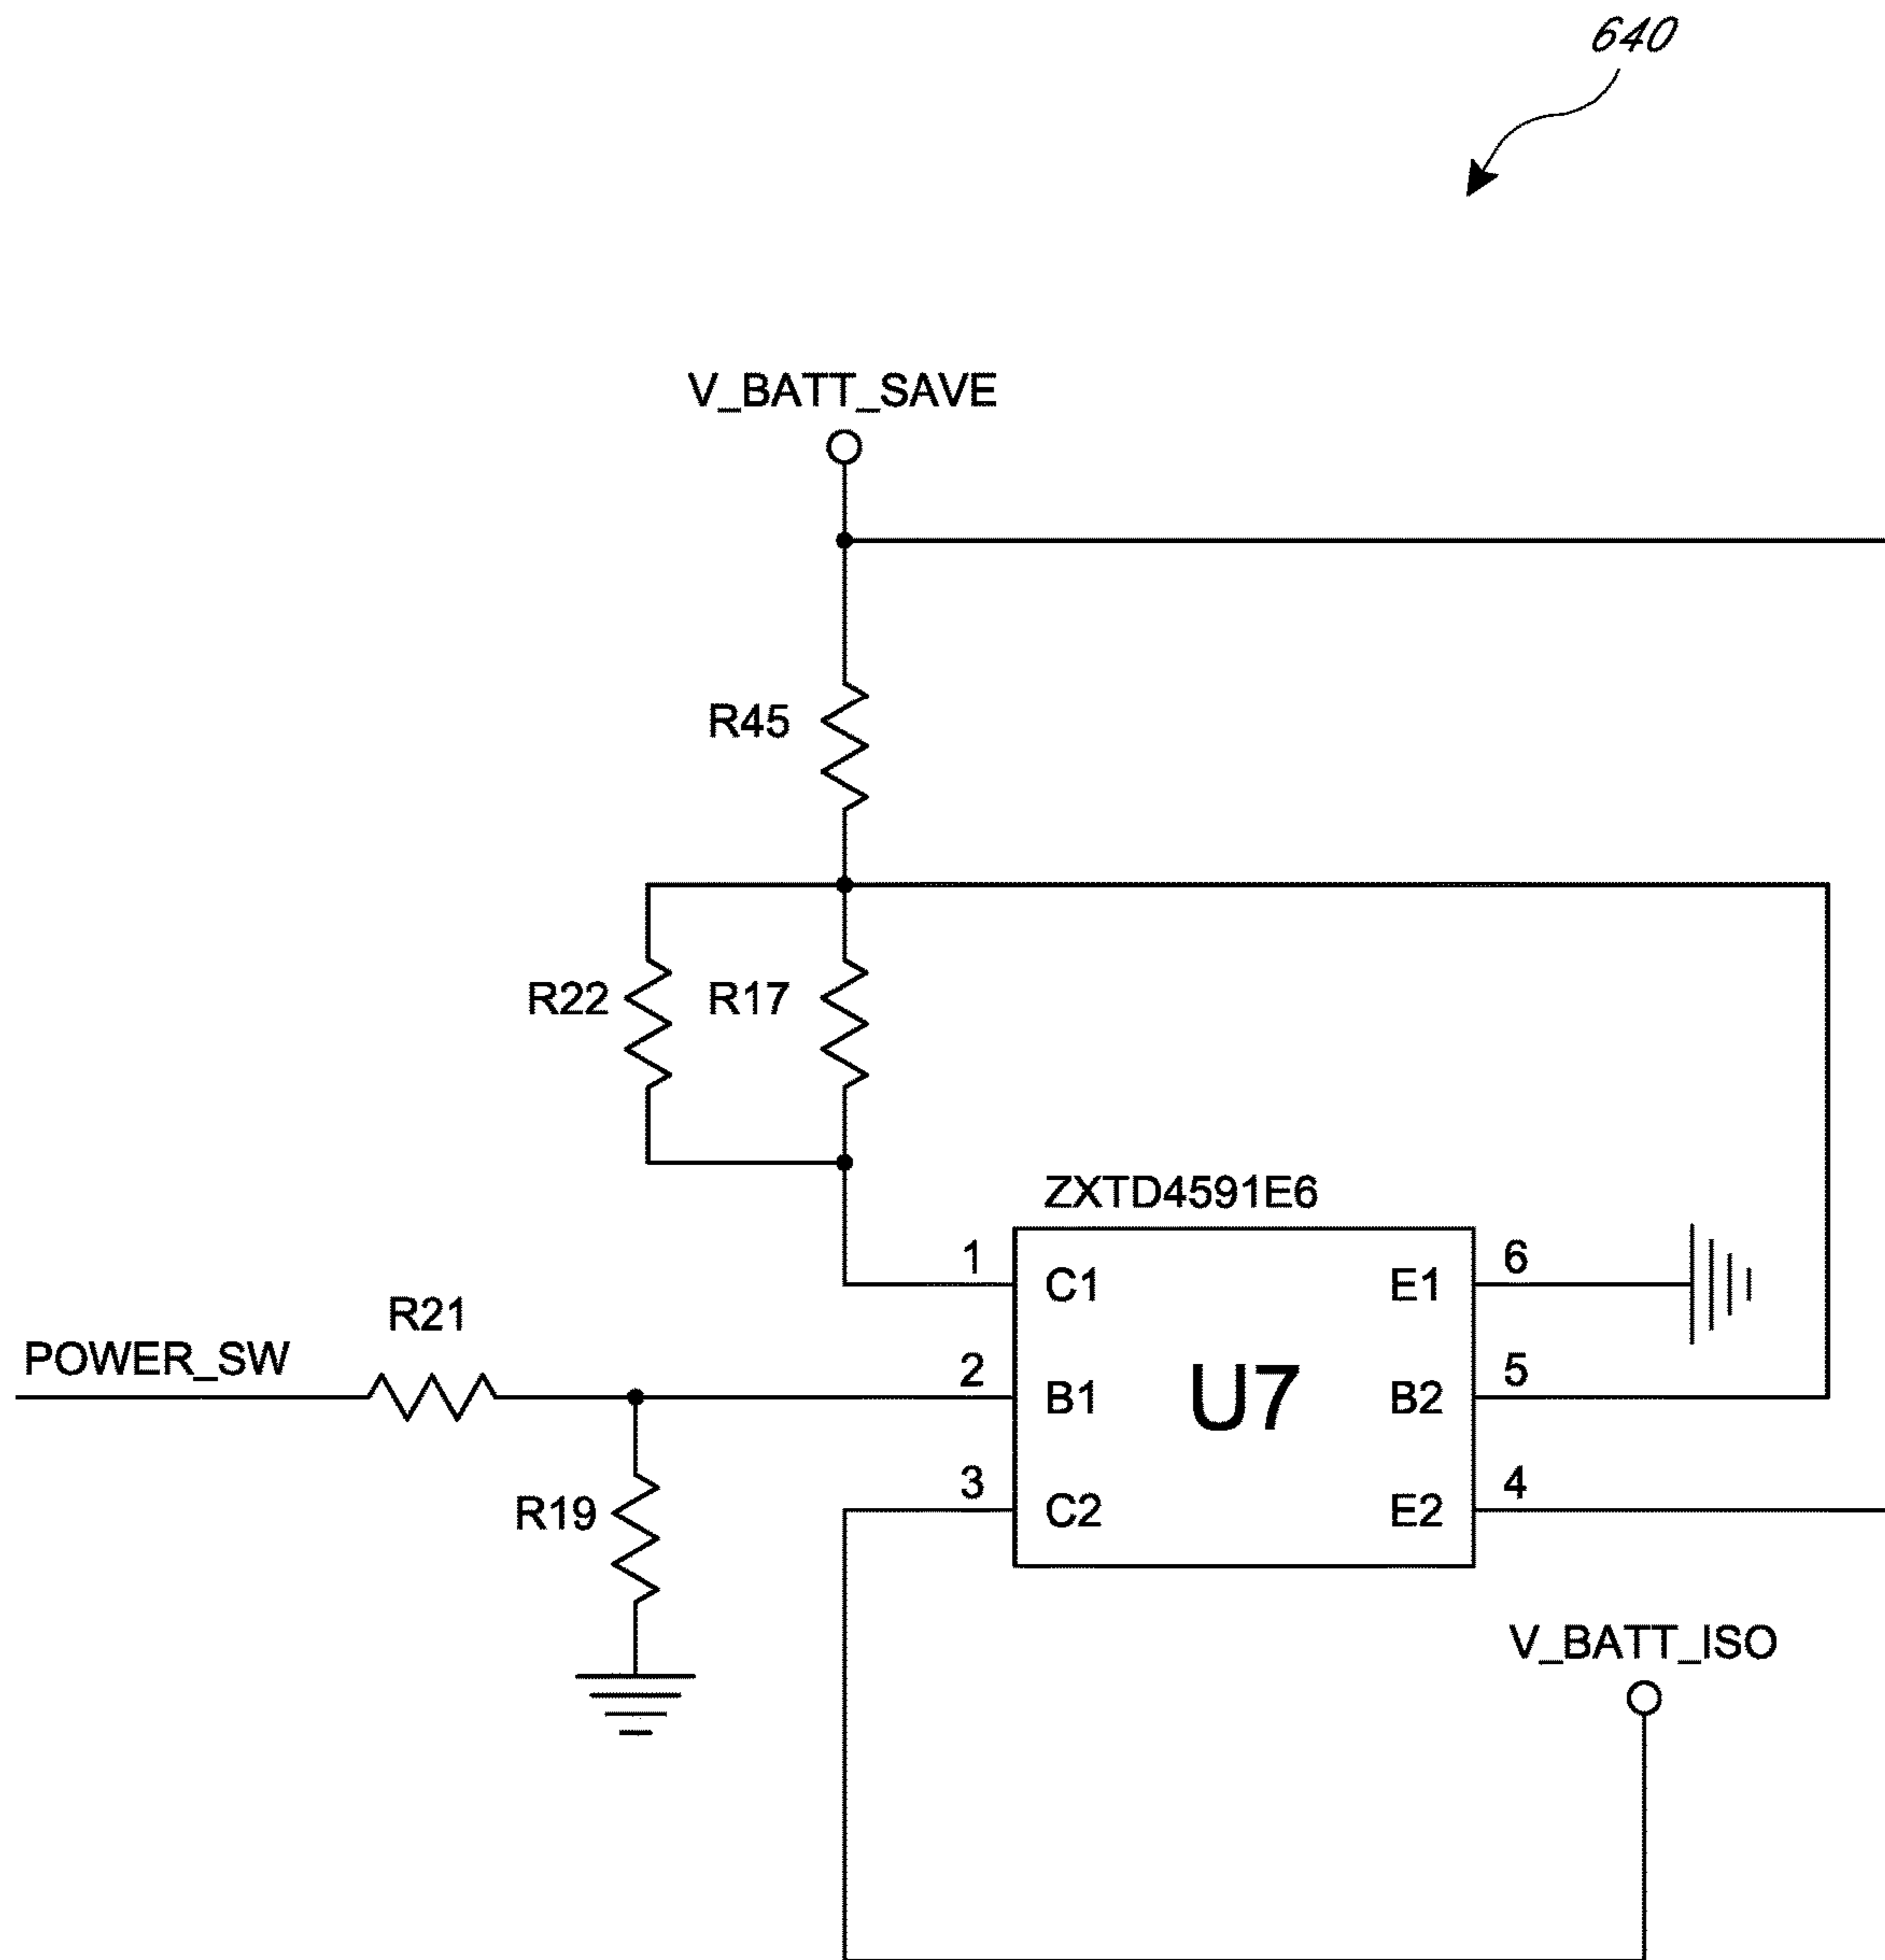 640
V_BATT_SAVE
R45
R22
R17
ZXTD4591E6
1
C1
E1
6
R21
POWER_SW
2
B1
U7
B2
5
R19
3
C2
E2
4
V_BATT_ISO